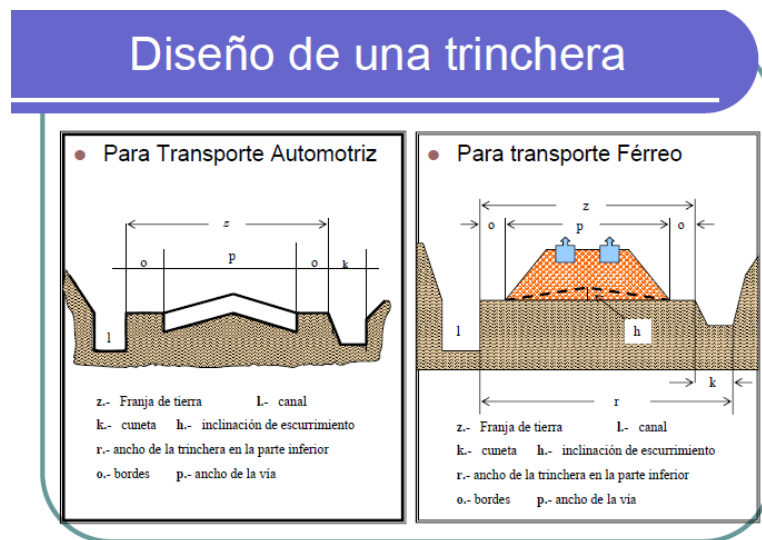 Diseño de una trinchera
Para Transporte Automotriz
z
o p o k
l
z.- Franja de tierra l.- canal
k.- cuneta h.- inclinación de escurrimiento
r.- ancho de la trinchera en la parte inferior
o.- bordes p.- ancho de la vía
Para transporte Férreo
z
o p o
l h
k
r
z.- Franja de tierra l.- canal
k.- cuneta h.- inclinación de escurrimiento
r.- ancho de la trinchera en la parte inferior
o.- bordes p.- ancho de la vía